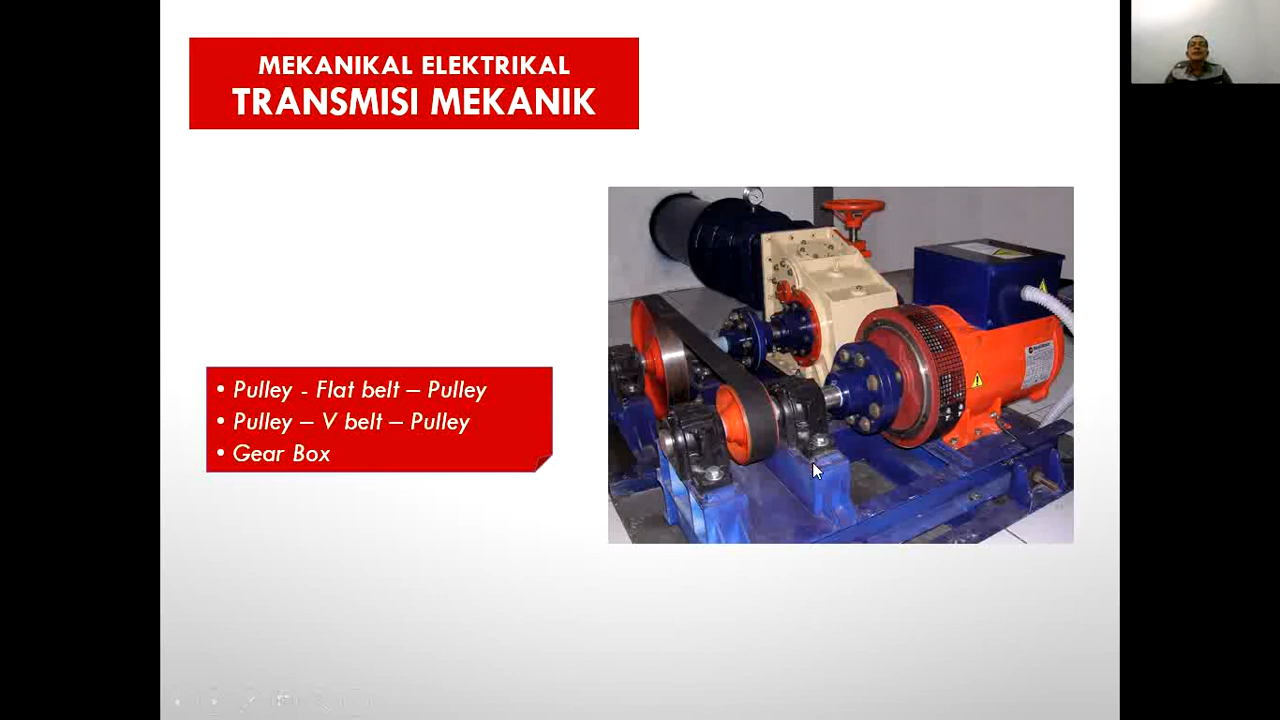 MEKANIKAL ELEKTRIKAL
TRANSMISI MEKANIK
• Pulley - Flat belt – Pulley
• Pulley – V belt – Pulley
• Gear Box